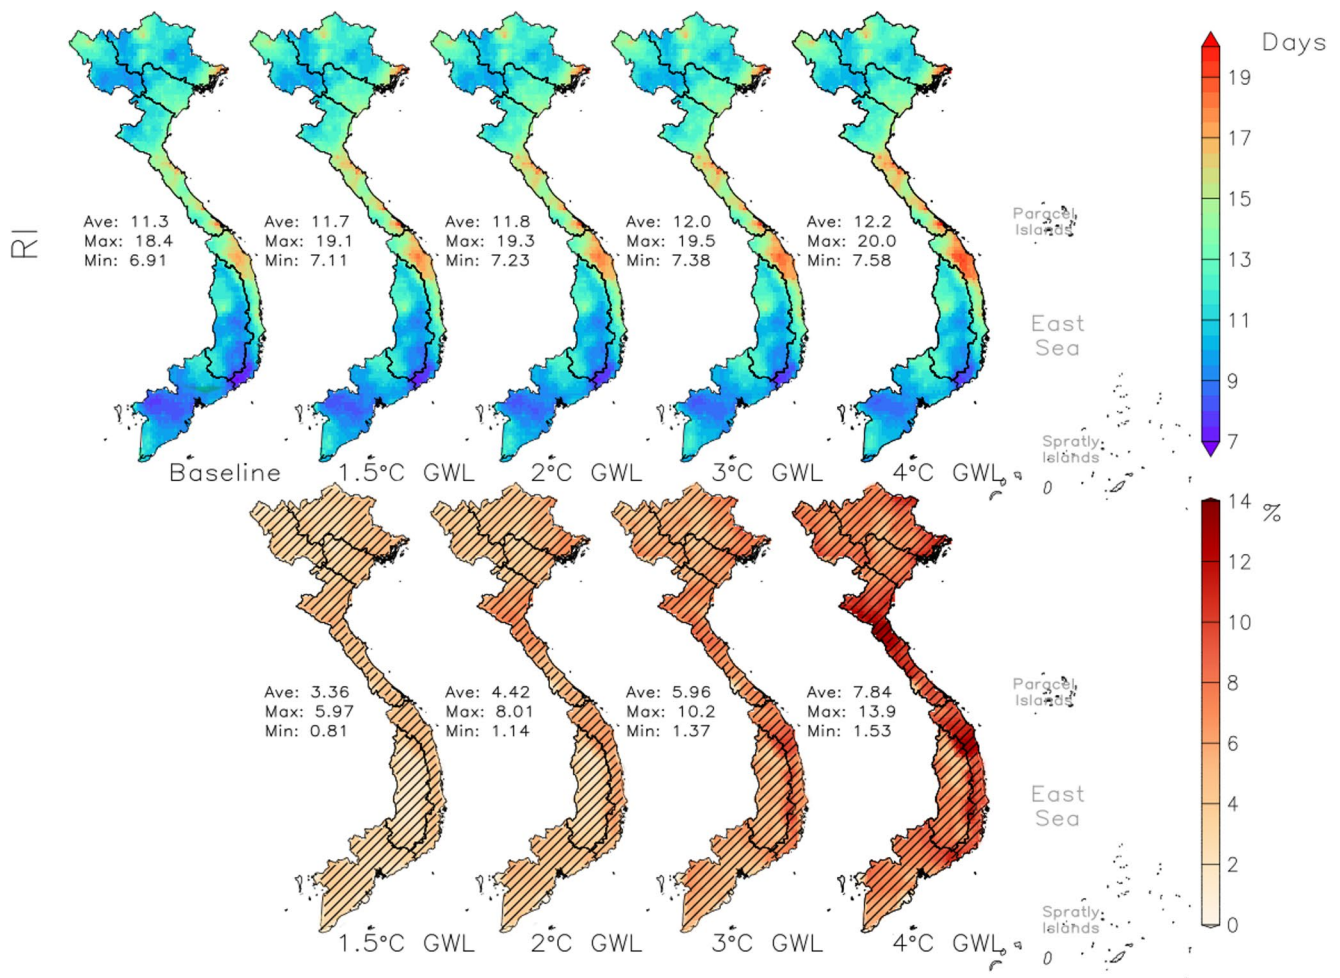 Days
19
17
15
13
11
9
7
RI
Ave: 11.3
Max: 18.4
Min: 6.91
Ave: 11.7
Max: 19.1
Min: 7.11
Ave: 11.8
Max: 19.3
Min: 7.23
Ave: 12.0
Max: 19.5
Min: 7.38
Ave: 12.2
Max: 20.0
Min: 7.58
Paracel
Islands
East
Sea
Spratly
Islands
Baseline
1.5°C GWL
2°C GWL
3°C GWL
4°C GWL
14 %
12
10
8
6
4
2
0
Ave: 3.36
Max: 5.97
Min: 0.81
Ave: 4.42
Max: 8.01
Min: 1.14
Ave: 5.96
Max: 10.2
Min: 1.37
Ave: 7.84
Max: 13.9
Min: 1.53
Paracel
Islands
East
Sea
Spratly
Islands
1.5°C GWL
2°C GWL
3°C GWL
4°C GWL